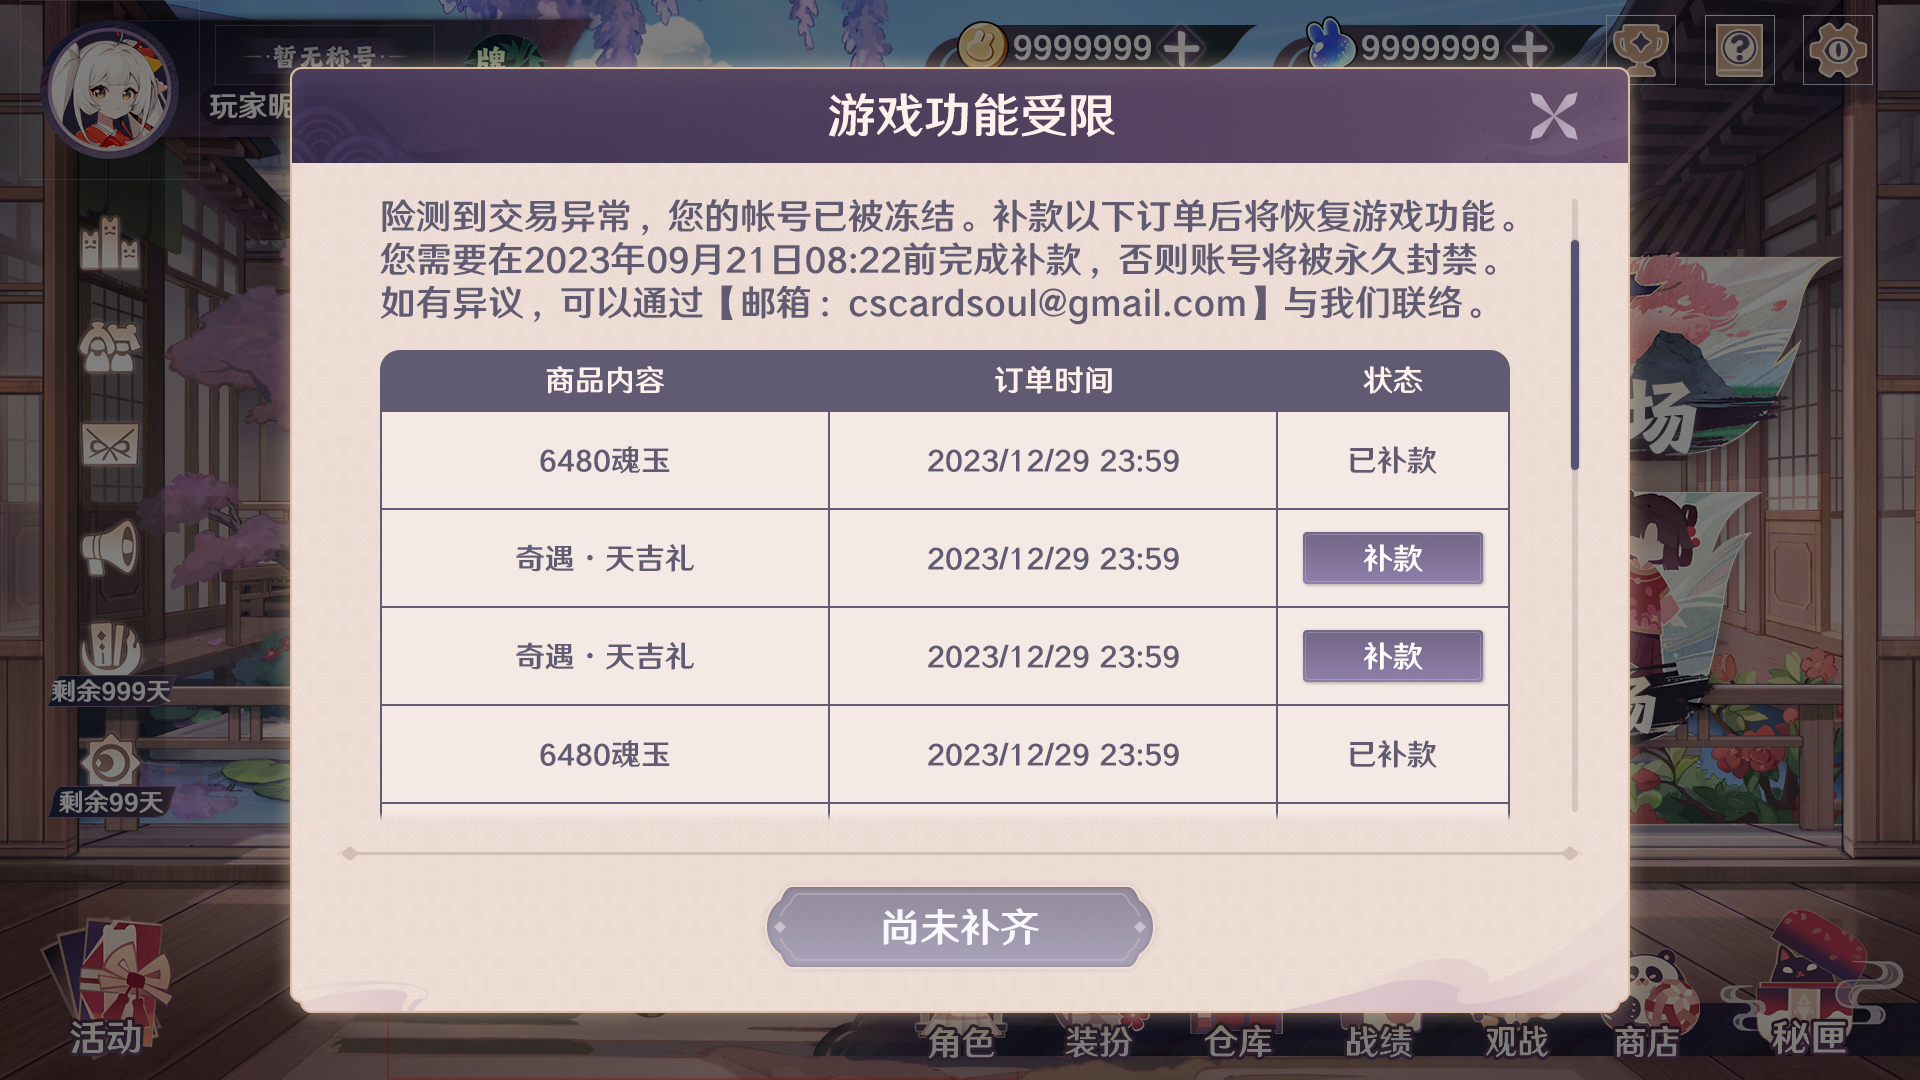 暂无称号
牌
9999999
9999999
玩家昵
游戏功能受限
险测到交易异常，您的帐号已被冻结。补款以下订单后将恢复游戏功能。
您需要在2023年09月21日08:22前完成补款，否则账号将被永久封禁。
如有异议，可以通过【邮箱：cscardsoul@gmail.com】与我们联络。
商品内容 订单时间 状态
6480魂玉 2023/12/29 23:59 已补款
奇遇·天吉礼 2023/12/29 23:59 补款
奇遇·天吉礼 2023/12/29 23:59 补款
6480魂玉 2023/12/29 23:59 已补款
场
场
剩余999天
剩余99天
尚未补齐
活动
角色
装扮
仓库
战绩
观战
商店
秘匣